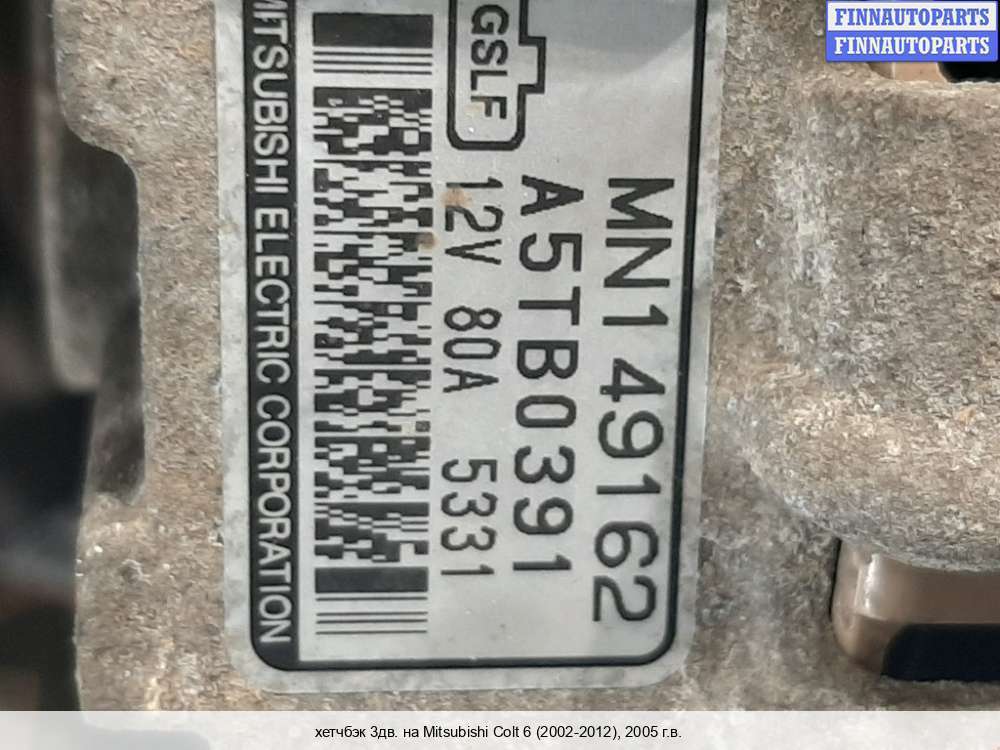 FINNAUTOPARTS
FINNAUTOPARTS
MN149162
A5TB0391
GSLF
12V 80A 5331
MITSUBISHI ELECTRIC CORPORATION
хетчбэк 3дв. на Mitsubishi Colt 6 (2002-2012), 2005 г.в.